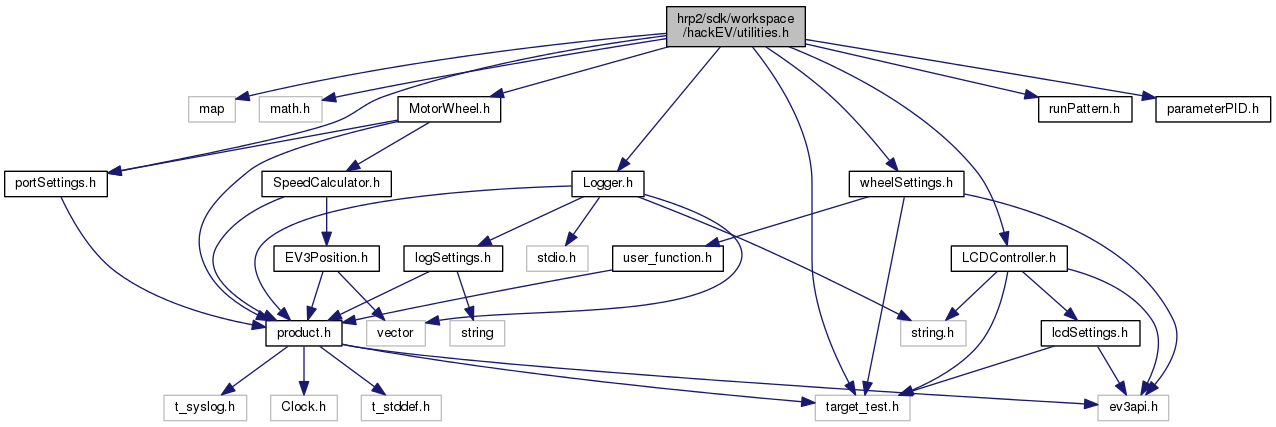 hrp2/sdk/workspace
/hackEV/utilities.h
map
math.h
MotorWheel.h
runPattern.h
parameterPID.h
portSettings.h
SpeedCalculator.h
Logger.h
wheelSettings.h
EV3Position.h
logSettings.h
stdio.h
user_function.h
LCDController.h
product.h
vector
string
string.h
lcdSettings.h
t_syslog.h
Clock.h
t_stddef.h
target_test.h
ev3api.h